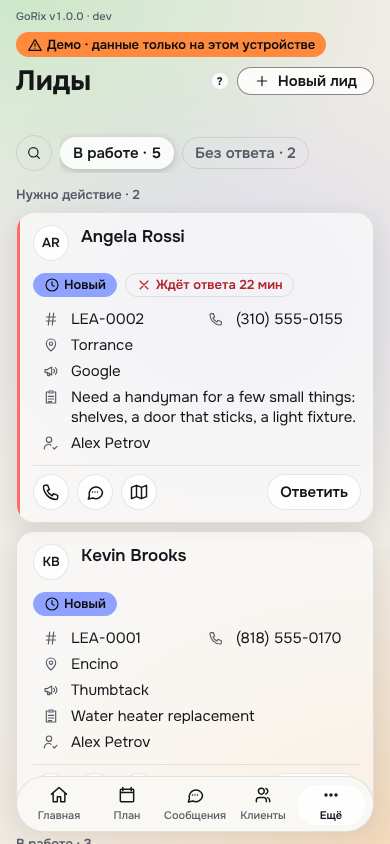 GoRix v1.0.0 · dev
Демо · данные только на этом устройстве
Лиды
?
Новый лид
В работе · 5
Без ответа · 2
Нужно действие · 2
AR
Angela Rossi
Новый
Ждёт ответа 22 мин
LEA-0002
(310) 555-0155
Torrance
Google
Need a handyman for a few small things:
shelves, a door that sticks, a light fixture.
Alex Petrov
Ответить
KB
Kevin Brooks
Новый
LEA-0001
(818) 555-0170
Encino
Thumbtack
Water heater replacement
Alex Petrov
Главная
План
Сообщения
Клиенты
Ещё
В работе · 3